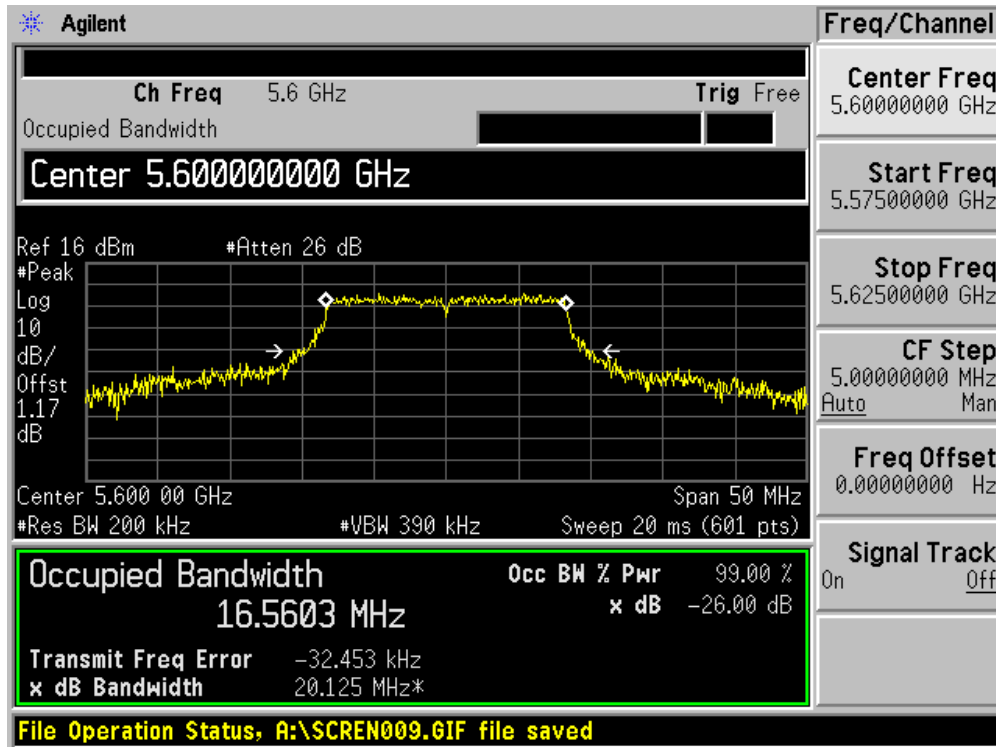 Agilent
Freq/Channel
Ch Freq 5.6 GHz Trig Free
Occupied Bandwidth
Center 5.600000000 GHz
Ref 16 dBm #Atten 26 dB
#Peak
Log
10
dB/
Offst
1.17
dB
Center 5.600 00 GHz Span 50 MHz
#Res BW 200 kHz #VBW 390 kHz Sweep 20 ms (601 pts)
Occupied Bandwidth
16.5603 MHz
Occ BW % Pwr 99.00 %
x dB -26.00 dB
Transmit Freq Error -32.453 kHz
x dB Bandwidth 20.125 MHz*
File Operation Status, A:\SCREN009.GIF file saved
Center Freq
5.60000000 GHz
Start Freq
5.57500000 GHz
Stop Freq
5.62500000 GHz
CF Step
5.00000000 MHz
Auto Man
Freq Offset
0.00000000 Hz
Signal Track
On Off